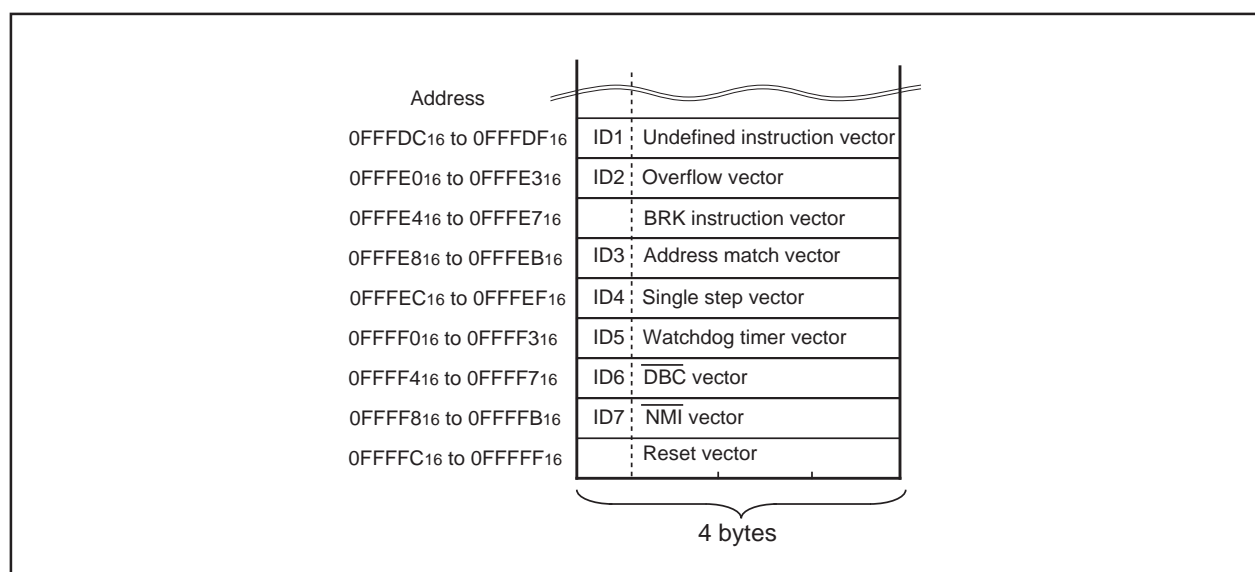 Address
0FFFDC16 to 0FFFDF16 ID1 Undefined instruction vector
0FFFE016 to 0FFFE316 ID2 Overflow vector
0FFFE416 to 0FFFE716 BRK instruction vector
0FFFE816 to 0FFFEB16 ID3 Address match vector
0FFFEC16 to 0FFFEF16 ID4 Single step vector
0FFFF016 to 0FFFF316 ID5 Watchdog timer vector
0FFFF416 to 0FFFF716 ID6 D̅B̅C̅ vector
0FFFF816 to 0FFFFB16 ID7 N̅M̅I̅ vector
0FFFFC16 to 0FFFFF16 Reset vector
4 bytes